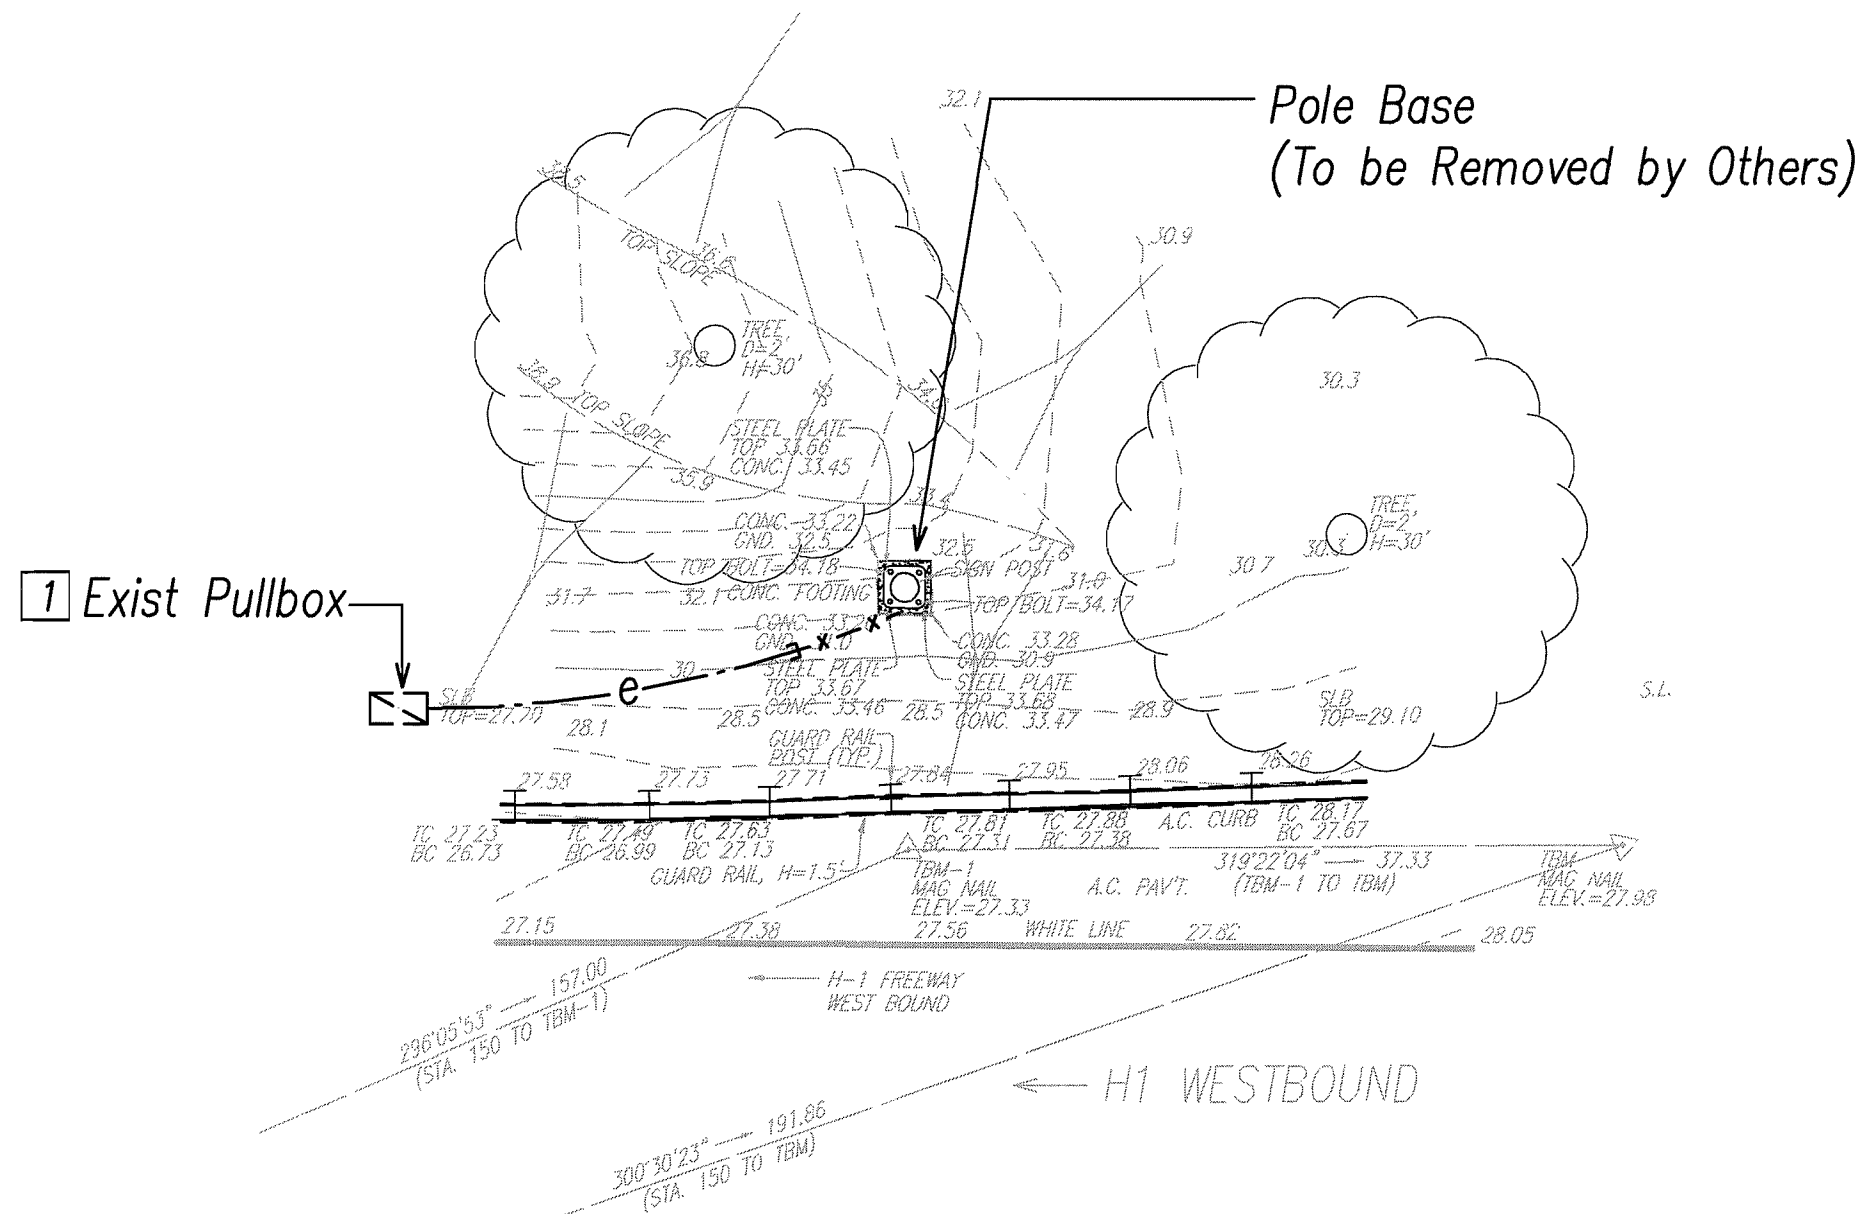 32.1
Pole Base
(To be Removed by Others)
30.9
TOP SLOPE
TREE,
D=2'
H=30'
36.8
30.3
TOP SLOPE
STEEL PLATE
TOP 33.66
CONC. 33.45
35.9
33.4
TREE,
D=2'
H=30'
CONC. 33.22
GND. 32.5
32.5
30.7
TOP BOLT=34.18
SIGN POST
31.0
31.7
32.1
CONC. FOOTING
TOP BOLT=34.17
1 Exist Pullbox
x
x
CONC. 33.28
GND. 30.9
30
STEEL PLATE
TOP 33.67
CONC. 33.46
STEEL PLATE
TOP 33.68
CONC. 33.47
e
SLB
TOP=27.70
28.1
28.5
28.5
28.9
SLB
TOP=29.10
S.L.
GUARD RAIL
POST (TYP.)
27.58
27.73
27.71
27.84
27.95
28.06
28.26
TC 27.23
BC 26.73
TC 27.49
BC 26.99
TC 27.63
BC 27.13
TC 27.81
BC 27.31
TC 27.88
BC 27.38
A.C. CURB
TC 28.17
BC 27.67
GUARD RAIL, H=1.5'
TBM-1
MAG NAIL
ELEV.=27.33
A.C. PAV'T.
319°22'04" 37.33
(TBM-1 TO TBM)
TBM
MAG NAIL
ELEV.=27.98
27.15
27.38
27.56
WHITE LINE
27.82
28.05
H-1 FREEWAY
WEST BOUND
296°05'53" 157.00
(STA. 150 TO TBM-1)
H1 WESTBOUND
300°30'23" 191.86
(STA. 150 TO TBM)